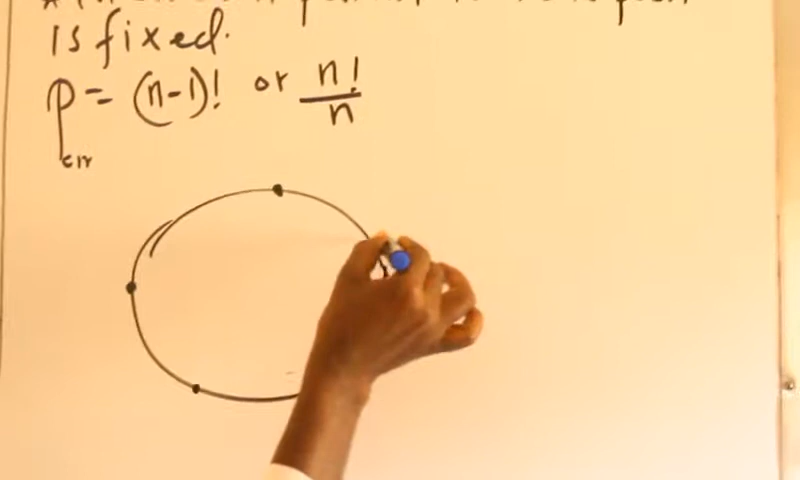 is fixed.
P = (n-1)! or n!/n
cir